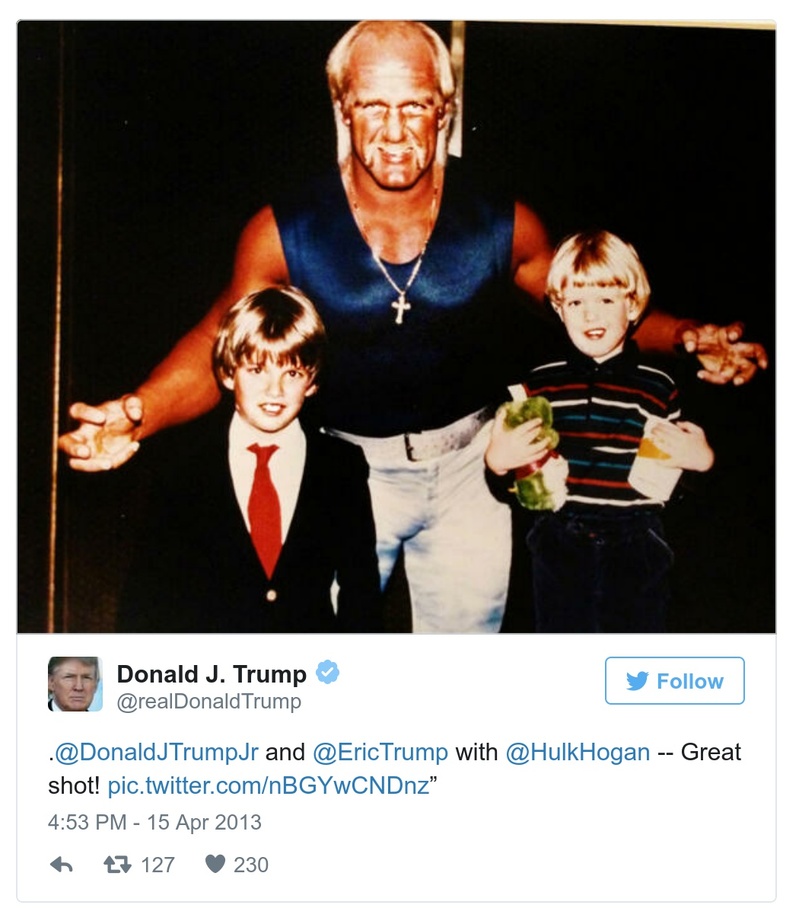 Donald J. Trump
@realDonaldTrump
Follow
.@DonaldJTrumpJr and @EricTrump with @HulkHogan -- Great
shot! pic.twitter.com/nBGYwCNDnz”
4:53 PM - 15 Apr 2013
127 230